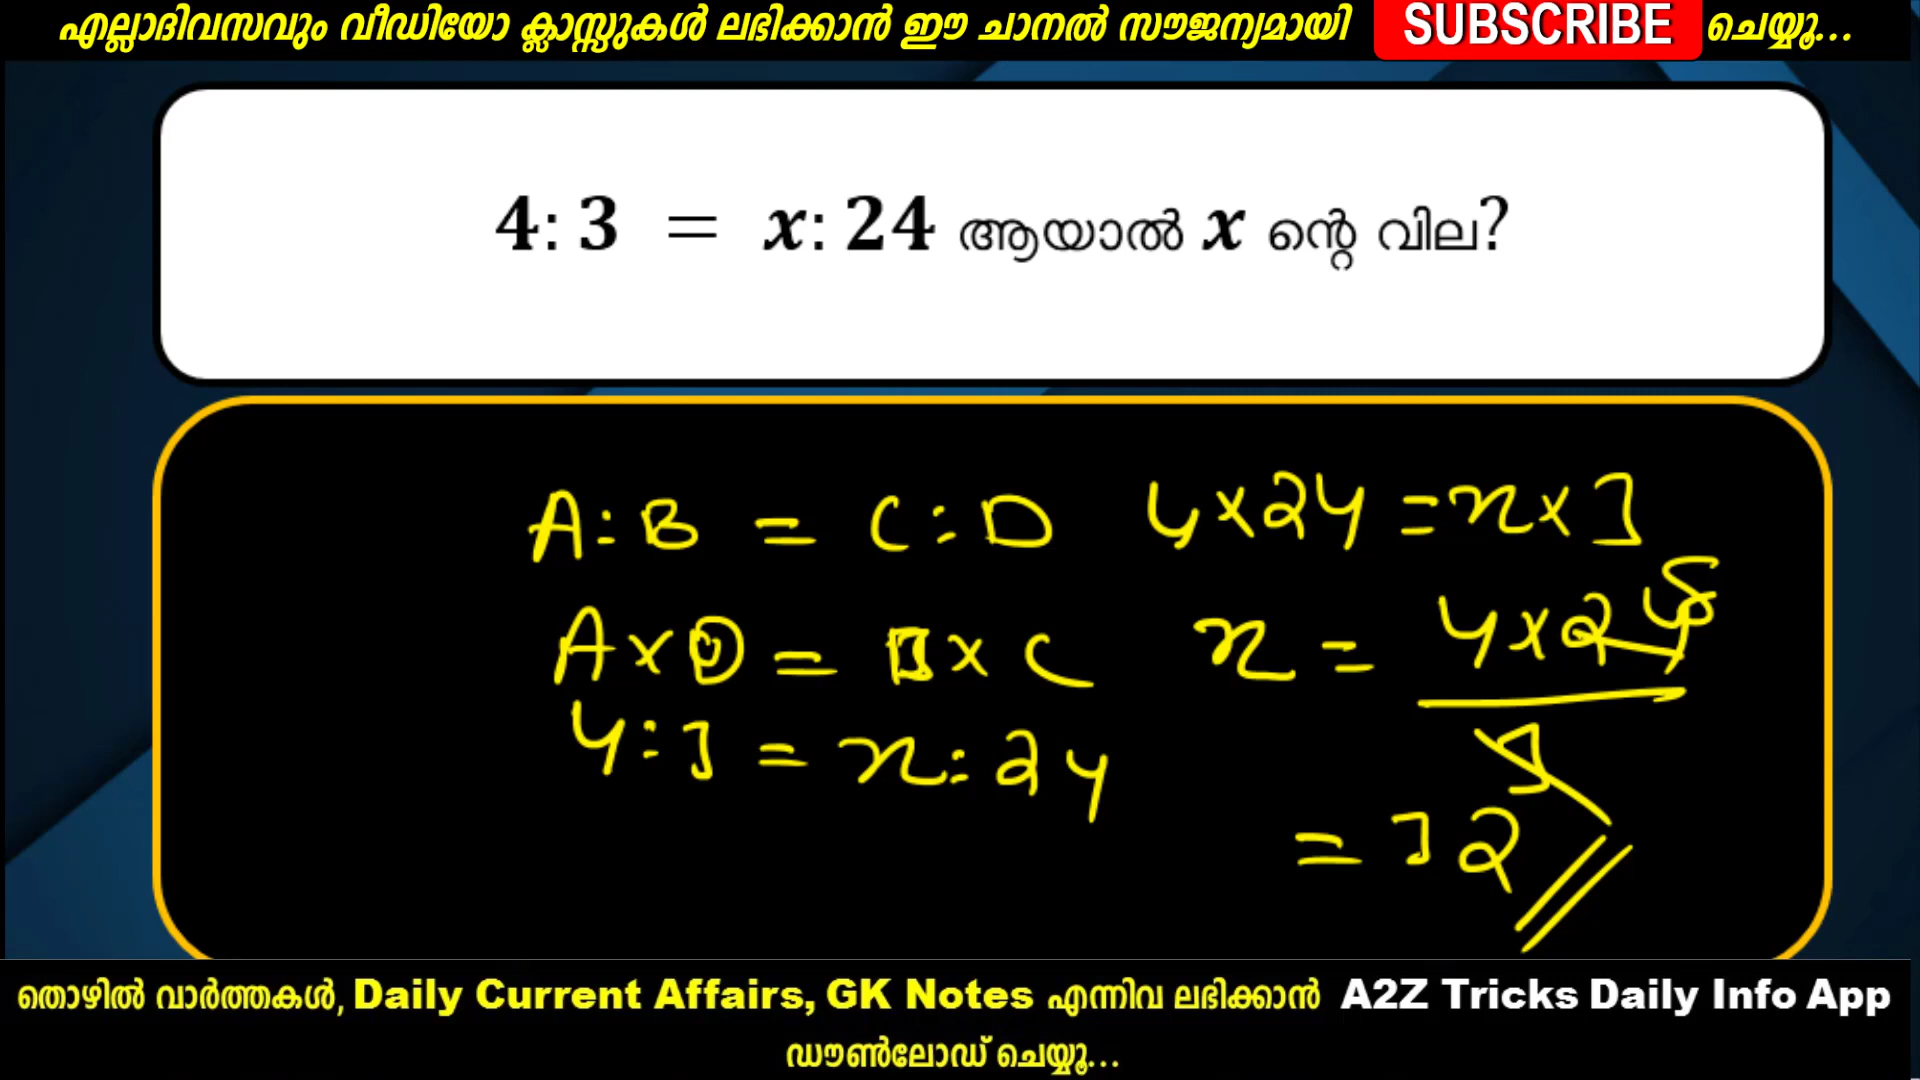 എല്ലാദിവസവും വീഡിയോ ക്ലാസ്സുകൾ ലഭിക്കാൻ ഈ ചാനൽ സൗജന്യമായി SUBSCRIBE ചെയ്യൂ...
4: 3 = x: 24 ആയാൽ x ന്റെ വില?
A:B = C:D
A×D = B×C
4:3 = x:24
4×24 = x×3
x = 4×24 8
3
= 32
തൊഴിൽ വാർത്തകൾ, Daily Current Affairs, GK Notes എന്നിവ ലഭിക്കാൻ A2Z Tricks Daily Info App
ഡൗൺലോഡ് ചെയ്യൂ...